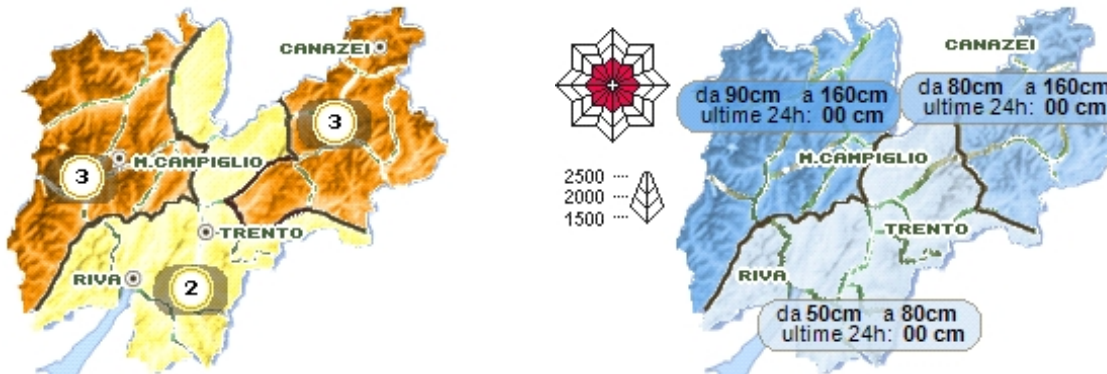 CANAZEI
3
M.CAMPIGLIO
3
TRENTO
RIVA
2
CANAZEI
da 90cm a 160cm
ultime 24h: 00 cm
da 80cm a 160cm
ultime 24h: 00 cm
M.CAMPIGLIO
2500
2000
1500
TRENTO
RIVA
da 50cm a 80cm
ultime 24h: 00 cm